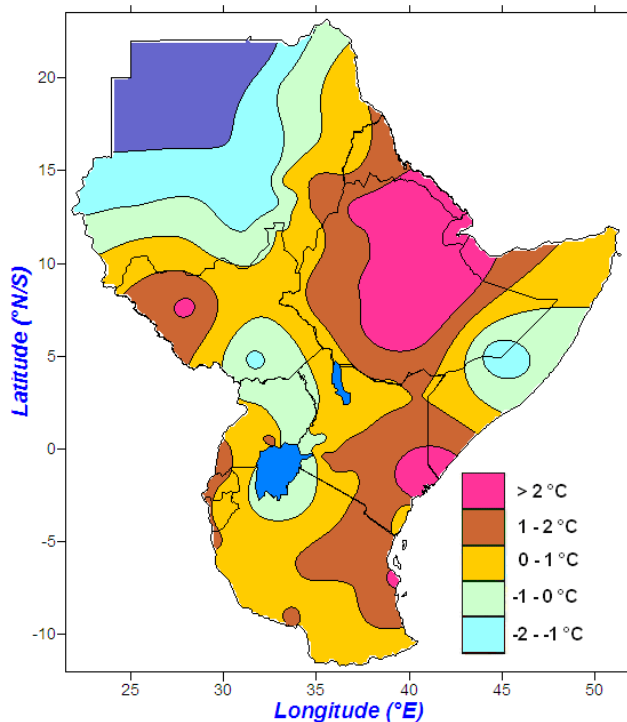 20
15
10
5
0
-5
-10
Latitude (°N/S)
> 2 °C
1 - 2 °C
0 - 1 °C
-1 - 0 °C
-2 - -1 °C
25 30 35 40 45 50
Longitude (°E)